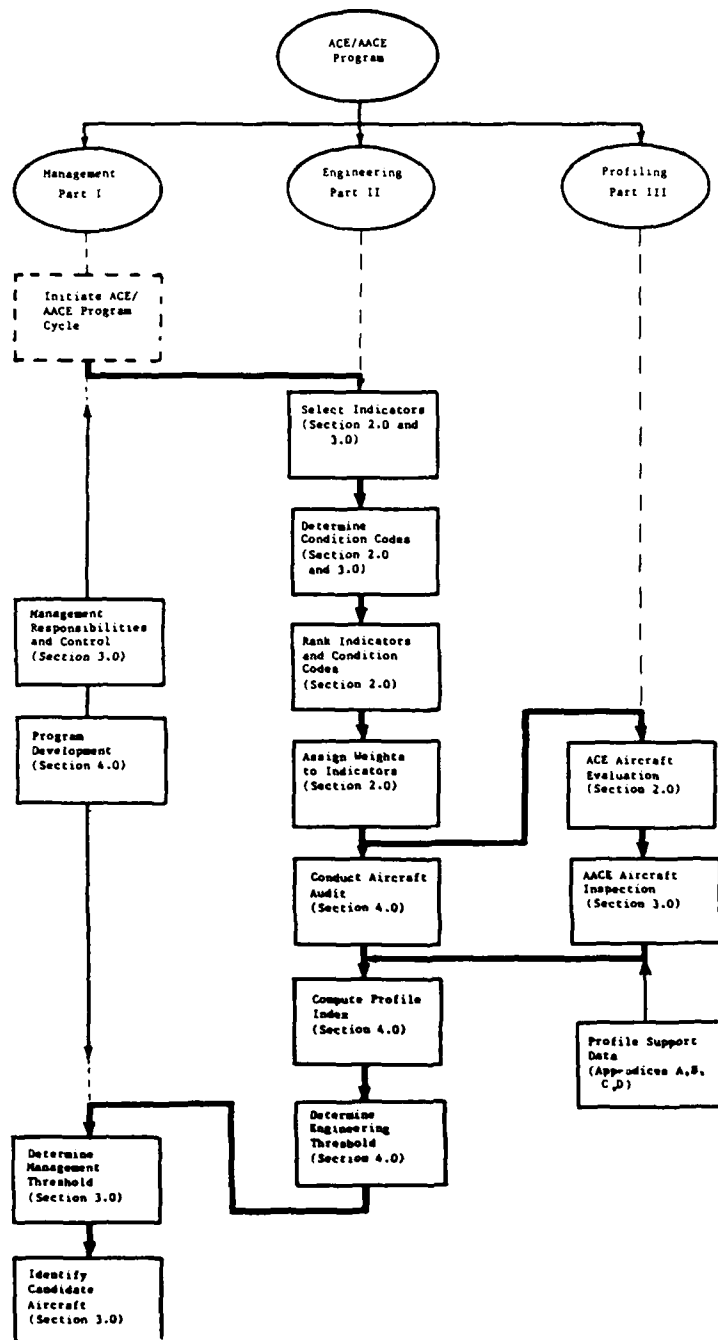 ACE/AACE
Program
Management
Part I
Engineering
Part II
Profiling
Part III
Initiate ACE/
AACE Program
Cycle
Select Indicators
(Section 2.0 and
3.0)
Determine
Condition Codes
(Section 2.0
and 3.0)
Management
Responsibilities
and Control
(Section 3.0)
Rank Indicators
and Condition
Codes
(Section 2.0)
Program
Development
(Section 4.0)
Assign Weights
to Indicators
(Section 2.0)
ACE Aircraft
Evaluation
(Section 2.0)
Conduct Aircraft
Audit
(Section 4.0)
AACE Aircraft
Inspection
(Section 3.0)
Compute Profile
Index
(Section 4.0)
Profile Support
Data
(Appendices A,B,
C,D)
Determine
Engineering
Threshold
(Section 4.0)
Determine
Management
Threshold
(Section 3.0)
Identify
Candidate
Aircraft
(Section 3.0)